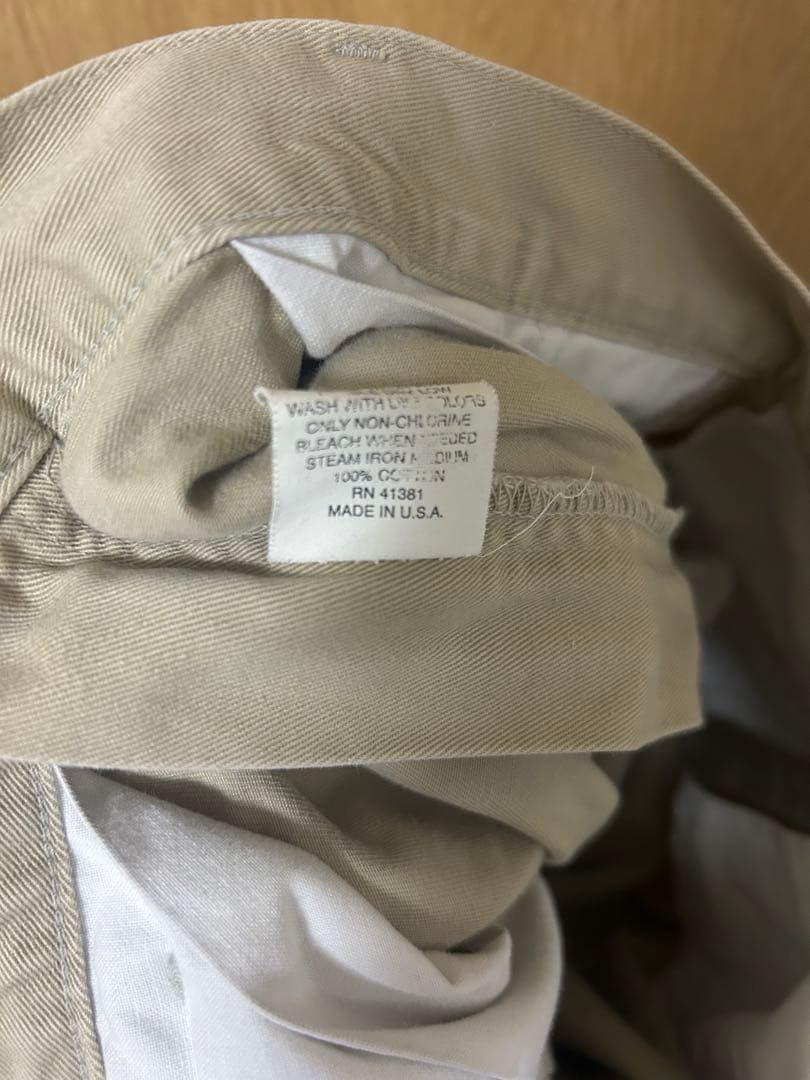 LOW
WASH WITH LIKE COLORS
ONLY NON-CHLORINE
BLEACH WHEN NEEDED
STEAM IRON MEDIUM
100% COTTON
RN 41381
MADE IN U.S.A.